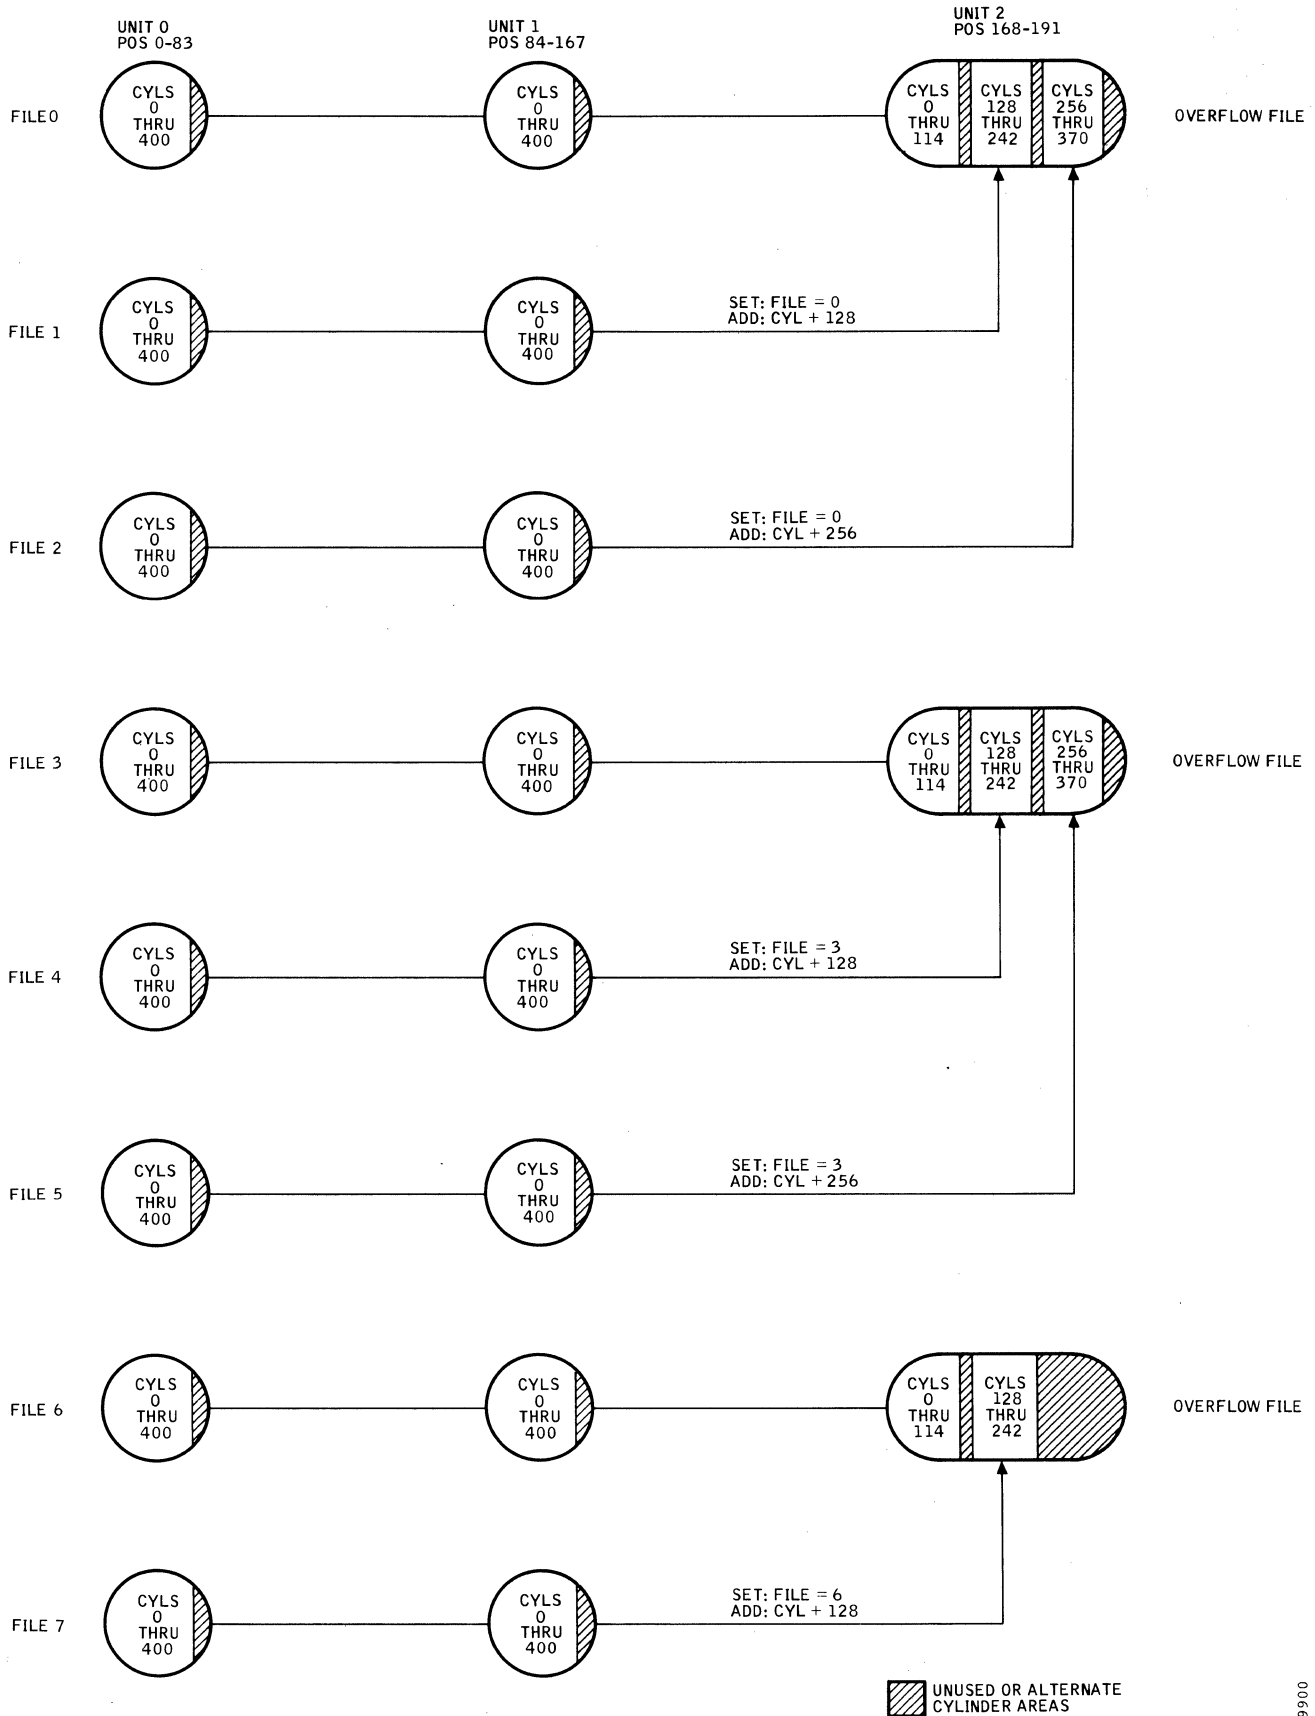 UNIT 0
POS 0-83
UNIT 1
POS 84-167
UNIT 2
POS 168-191
FILE 0
CYLS
0
THRU
400
CYLS
0
THRU
400
CYLS
0
THRU
114
CYLS
128
THRU
242
CYLS
256
THRU
370
OVERFLOW FILE
FILE 1
CYLS
0
THRU
400
CYLS
0
THRU
400
SET: FILE = 0
ADD: CYL + 128
FILE 2
CYLS
0
THRU
400
CYLS
0
THRU
400
SET: FILE = 0
ADD: CYL + 256
FILE 3
CYLS
0
THRU
400
CYLS
0
THRU
400
CYLS
0
THRU
114
CYLS
128
THRU
242
CYLS
256
THRU
370
OVERFLOW FILE
FILE 4
CYLS
0
THRU
400
CYLS
0
THRU
400
SET: FILE = 3
ADD: CYL + 128
FILE 5
CYLS
0
THRU
400
CYLS
0
THRU
400
SET: FILE = 3
ADD: CYL + 256
FILE 6
CYLS
0
THRU
400
CYLS
0
THRU
400
CYLS
0
THRU
114
CYLS
128
THRU
242
OVERFLOW FILE
FILE 7
CYLS
0
THRU
400
CYLS
0
THRU
400
SET: FILE = 6
ADD: CYL + 128
UNUSED OR ALTERNATE
CYLINDER AREAS